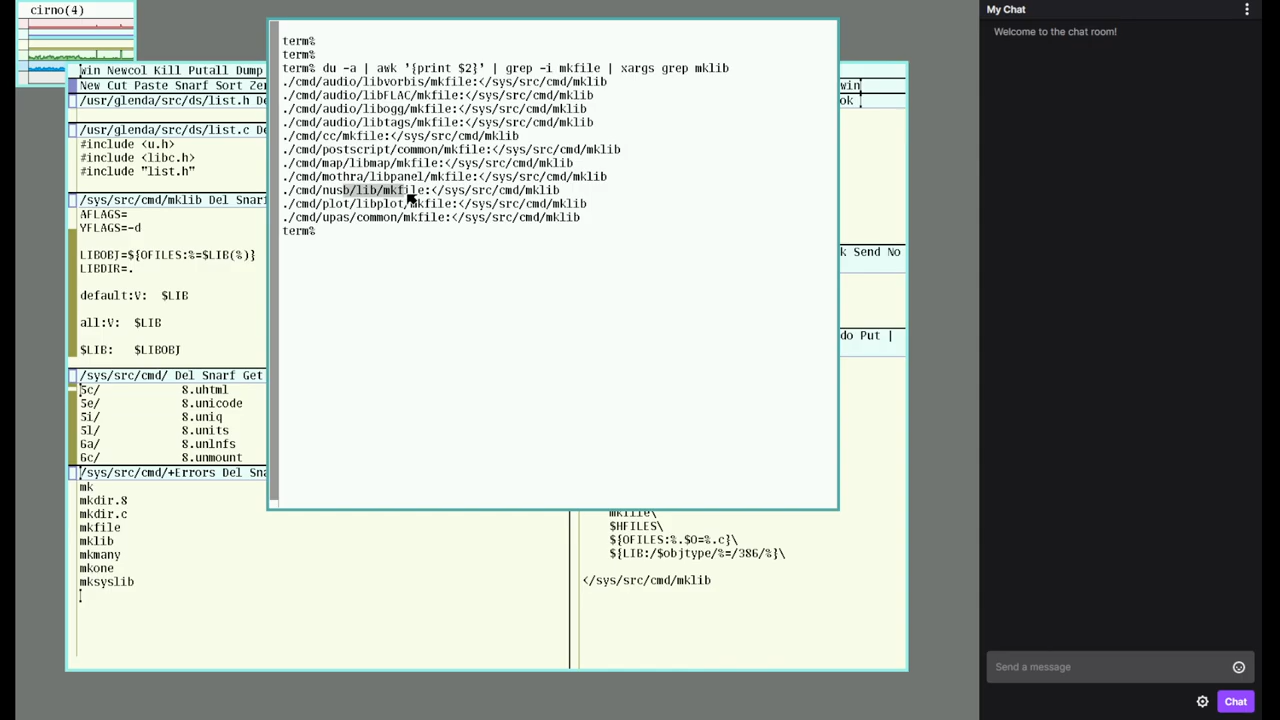 cirno(4)
term%
term%
term% du -a | awk '{print $2}' | grep -i mkfile | xargs grep mklib
./cmd/audio/libvorbis/mkfile:</sys/src/cmd/mklib
./cmd/audio/libFLAC/mkfile:</sys/src/cmd/mklib
./cmd/audio/libogg/mkfile:</sys/src/cmd/mklib
./cmd/audio/libtags/mkfile:</sys/src/cmd/mklib
./cmd/cc/mkfile:</sys/src/cmd/mklib
./cmd/postscript/common/mkfile:</sys/src/cmd/mklib
./cmd/map/libmap/mkfile:</sys/src/cmd/mklib
./cmd/mothra/libpanel/mkfile:</sys/src/cmd/mklib
./cmd/nusb/lib/mkfile:</sys/src/cmd/mklib
./cmd/plot/libplot/mkfile:</sys/src/cmd/mklib
./cmd/upas/common/mkfile:</sys/src/cmd/mklib
term%
win Newcol Kill Putall Dump
New Cut Paste Snarf Sort Zer
/usr/glenda/src/ds/list.h De
/usr/glenda/src/ds/list.c De
#include <u.h>
#include <libc.h>
#include "list.h"
/sys/src/cmd/mklib Del Snarf
AFLAGS=
YFLAGS=-d
LIBOBJ=${OFILES:%=$LIB(%)}
LIBDIR=.
default:V: $LIB
all:V: $LIB
$LIB: $LIBOBJ
/sys/src/cmd/ Del Snarf Get
5c/ 8.uhtml
5e/ 8.unicode
5i/ 8.uniq
5l/ 8.units
6a/ 8.unlnfs
6c/ 8.unmount
/sys/src/cmd/+Errors Del Sna
mk
mkdir.8
mkdir.c
mkfile
mklib
mkmany
mkone
mksyslib
win
ok
k Send No
do Put |
mkfile\
$HFILES\
${OFILES:%.$O=%.c}\
${LIB:/$objtype/%=/386/%}\
</sys/src/cmd/mklib
My Chat
Welcome to the chat room!
Send a message
Chat